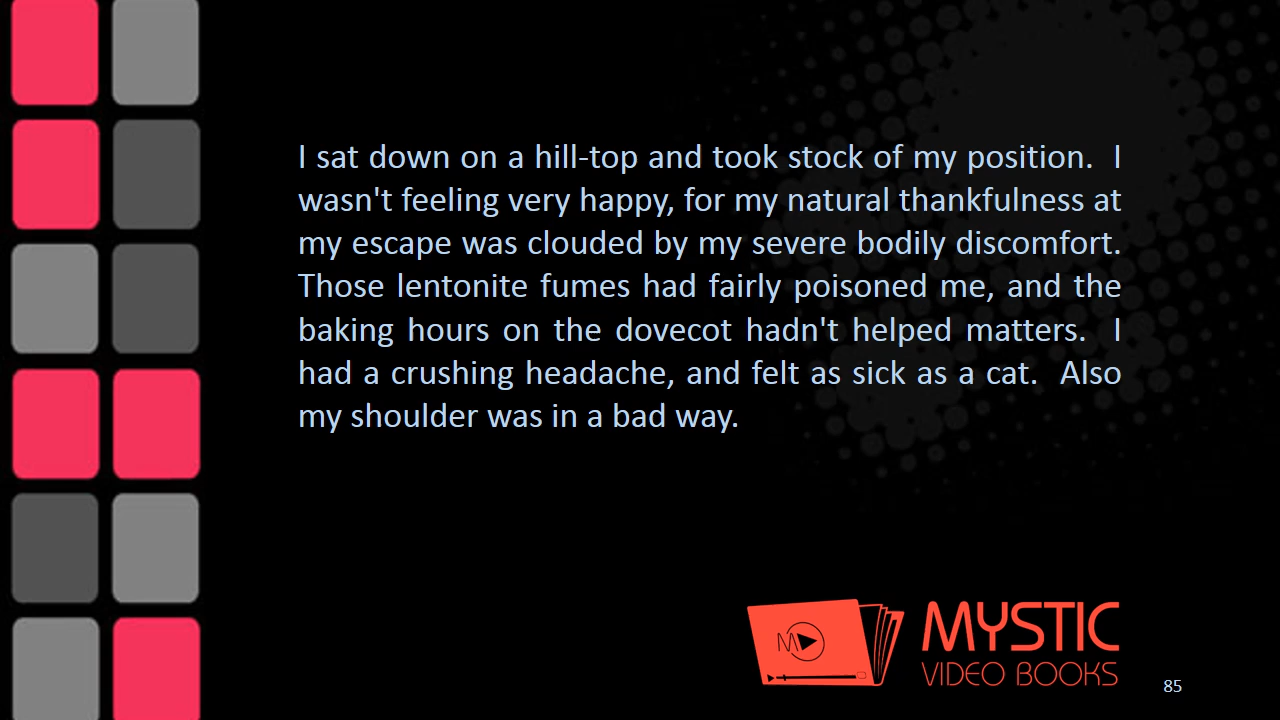 I sat down on a hill-top and took stock of my position.  I
wasn't feeling very happy, for my natural thankfulness at
my escape was clouded by my severe bodily discomfort.
Those lentonite fumes had fairly poisoned me, and the
baking hours on the dovecot hadn't helped matters.  I
had a crushing headache, and felt as sick as a cat.  Also
my shoulder was in a bad way.
M
MYSTIC
VIDEO BOOKS
85